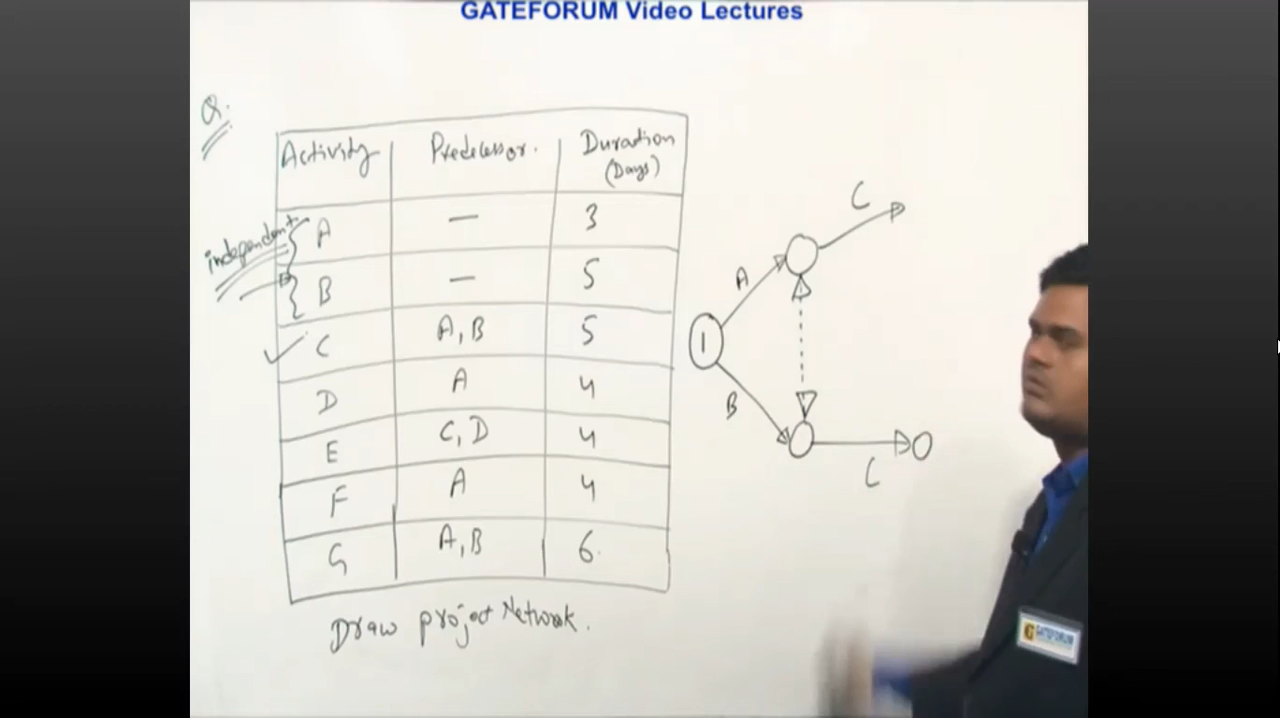 GATEFORUM Video Lectures
Q.
Activity Predecessor. Duration (Days)
independent
A — 3
B — 5
C A, B 5
D A 4
E C, D 4
F A 4
G A, B 6.
Draw project Network.
C
A
1
B
C
GATEFORUM